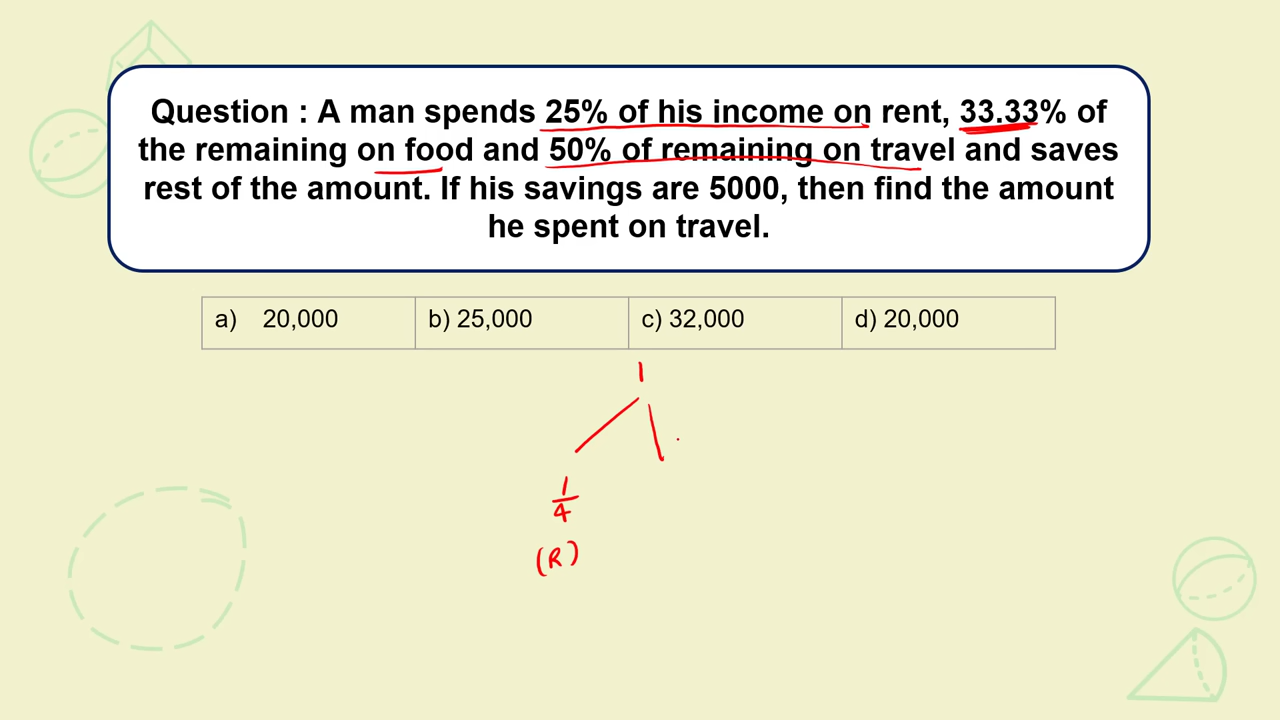 Question : A man spends 25% of his income on rent, 33.33% of
the remaining on food and 50% of remaining on travel and saves
rest of the amount. If his savings are 5000, then find the amount
he spent on travel.
a) 20,000 b) 25,000 c) 32,000 d) 20,000
1
1
4
(R)